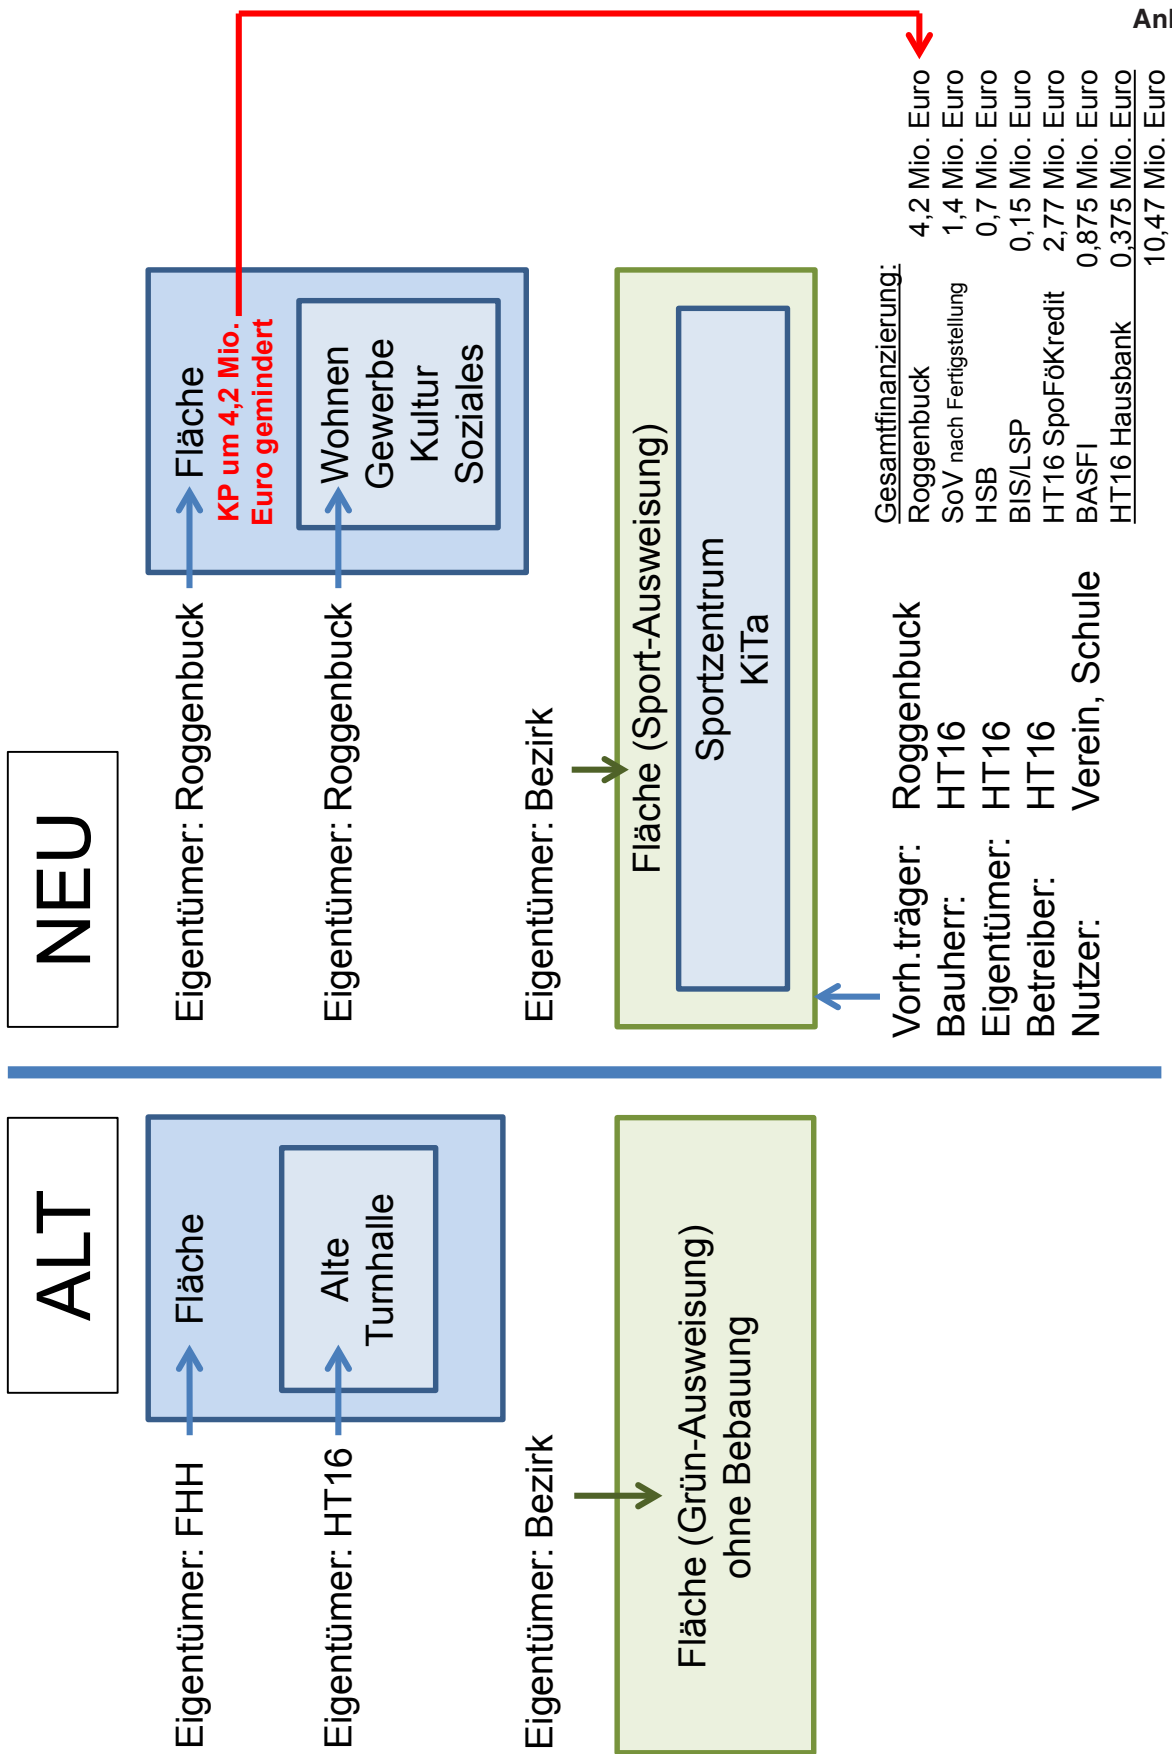 ALT
Eigentümer: FHH
Fläche
Eigentümer: HT16
Alte
Turnhalle
Eigentümer: Bezirk
Fläche (Grün-Ausweisung)
ohne Bebauung
NEU
Eigentümer: Roggenbuck
Fläche
KP um 4,2 Mio.
Euro gemindert
Eigentümer: Roggenbuck
Wohnen
Gewerbe
Kultur
Soziales
Eigentümer: Bezirk
Fläche (Sport-Ausweisung)
Sportzentrum
KiTa
Vorh.träger: Roggenbuck
Bauherr: HT16
Eigentümer: HT16
Betreiber: HT16
Nutzer: Verein, Schule
Gesamtfinanzierung:
Roggenbuck 4,2 Mio. Euro
SoV nach Fertigstellung 1,4 Mio. Euro
HSB 0,7 Mio. Euro
BIS/LSP 0,15 Mio. Euro
HT16 SpoFöKredit 2,77 Mio. Euro
BASFI 0,875 Mio. Euro
HT16 Hausbank 0,375 Mio. Euro
10,47 Mio. Euro